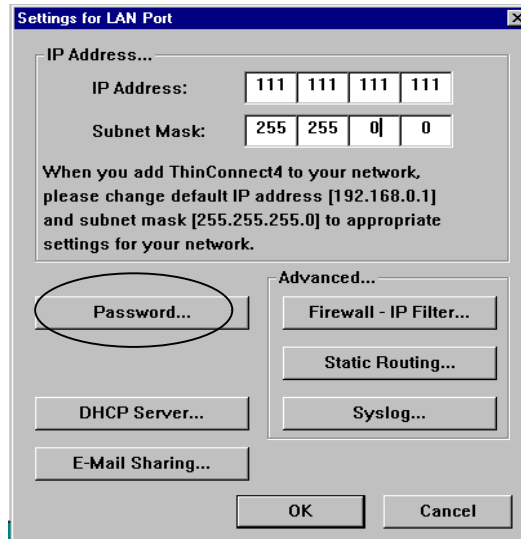 Settings for LAN Port
IP Address...
IP Address: 111 111 111 111
Subnet Mask: 255 255 0 0
When you add ThinConnect4 to your network,
please change default IP address [192.168.0.1]
and subnet mask [255.255.255.0] to appropriate
settings for your network.
Advanced...
Password... Firewall - IP Filter...
Static Routing...
DHCP Server... Syslog...
E-Mail Sharing...
OK Cancel